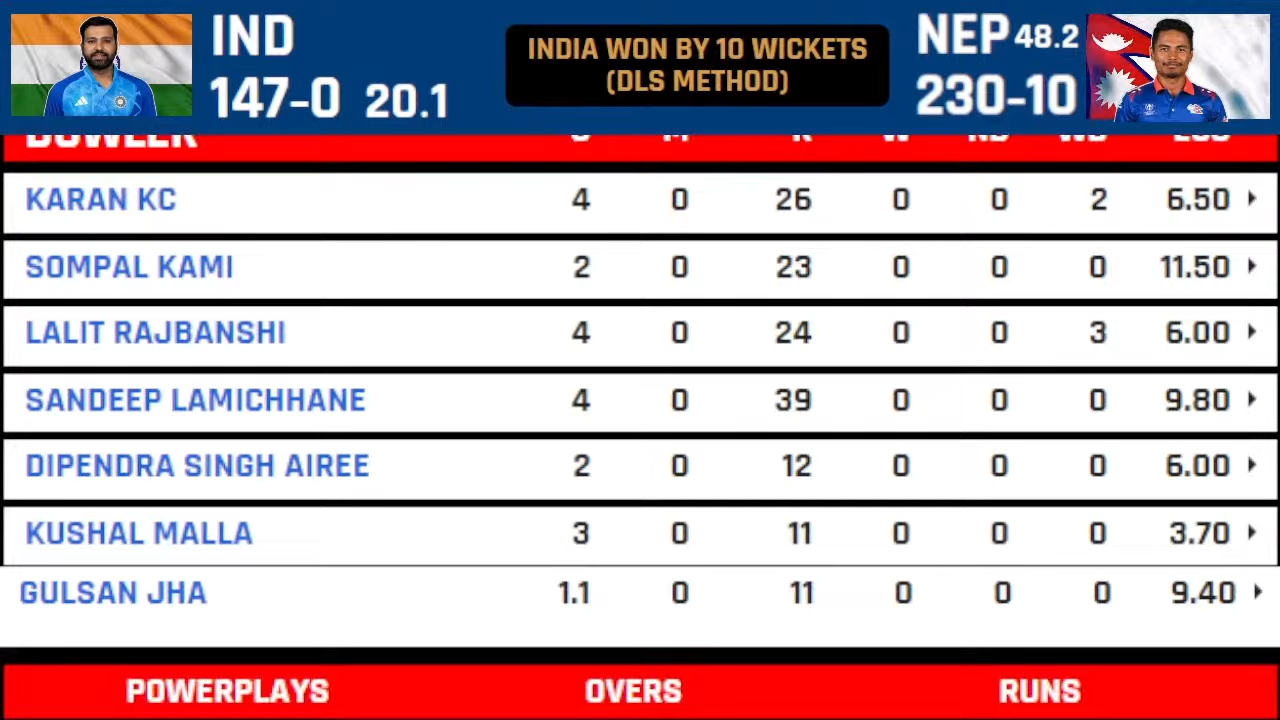 IND
147-0 20.1
INDIA WON BY 10 WICKETS
(DLS METHOD)
NEP 48.2
230-10
BOWLER O M R W NB WD ECO
KARAN KC 4 0 26 0 0 2 6.50
SOMPAL KAMI 2 0 23 0 0 0 11.50
LALIT RAJBANSHI 4 0 24 0 0 3 6.00
SANDEEP LAMICHHANE 4 0 39 0 0 0 9.80
DIPENDRA SINGH AIREE 2 0 12 0 0 0 6.00
KUSHAL MALLA 3 0 11 0 0 0 3.70
GULSAN JHA 1.1 0 11 0 0 0 9.40
POWERPLAYS OVERS RUNS